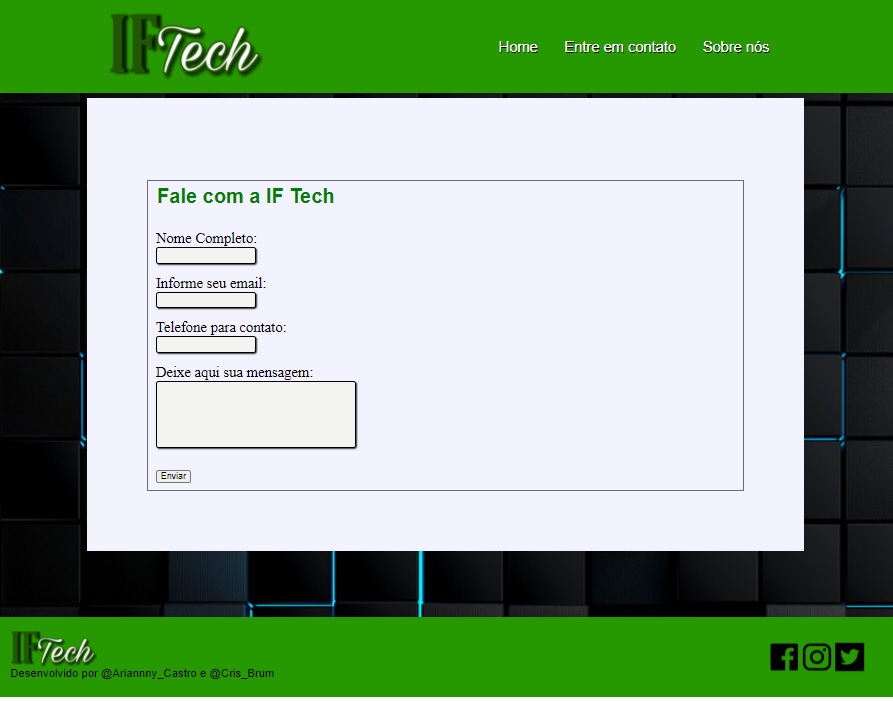 IFTech
Home Entre em contato Sobre nós
Fale com a IF Tech
Nome Completo:
Informe seu email:
Telefone para contato:
Deixe aqui sua mensagem:
Enviar
IFTech
Desenvolvido por @Ariannny_Castro e @Cris_Brum